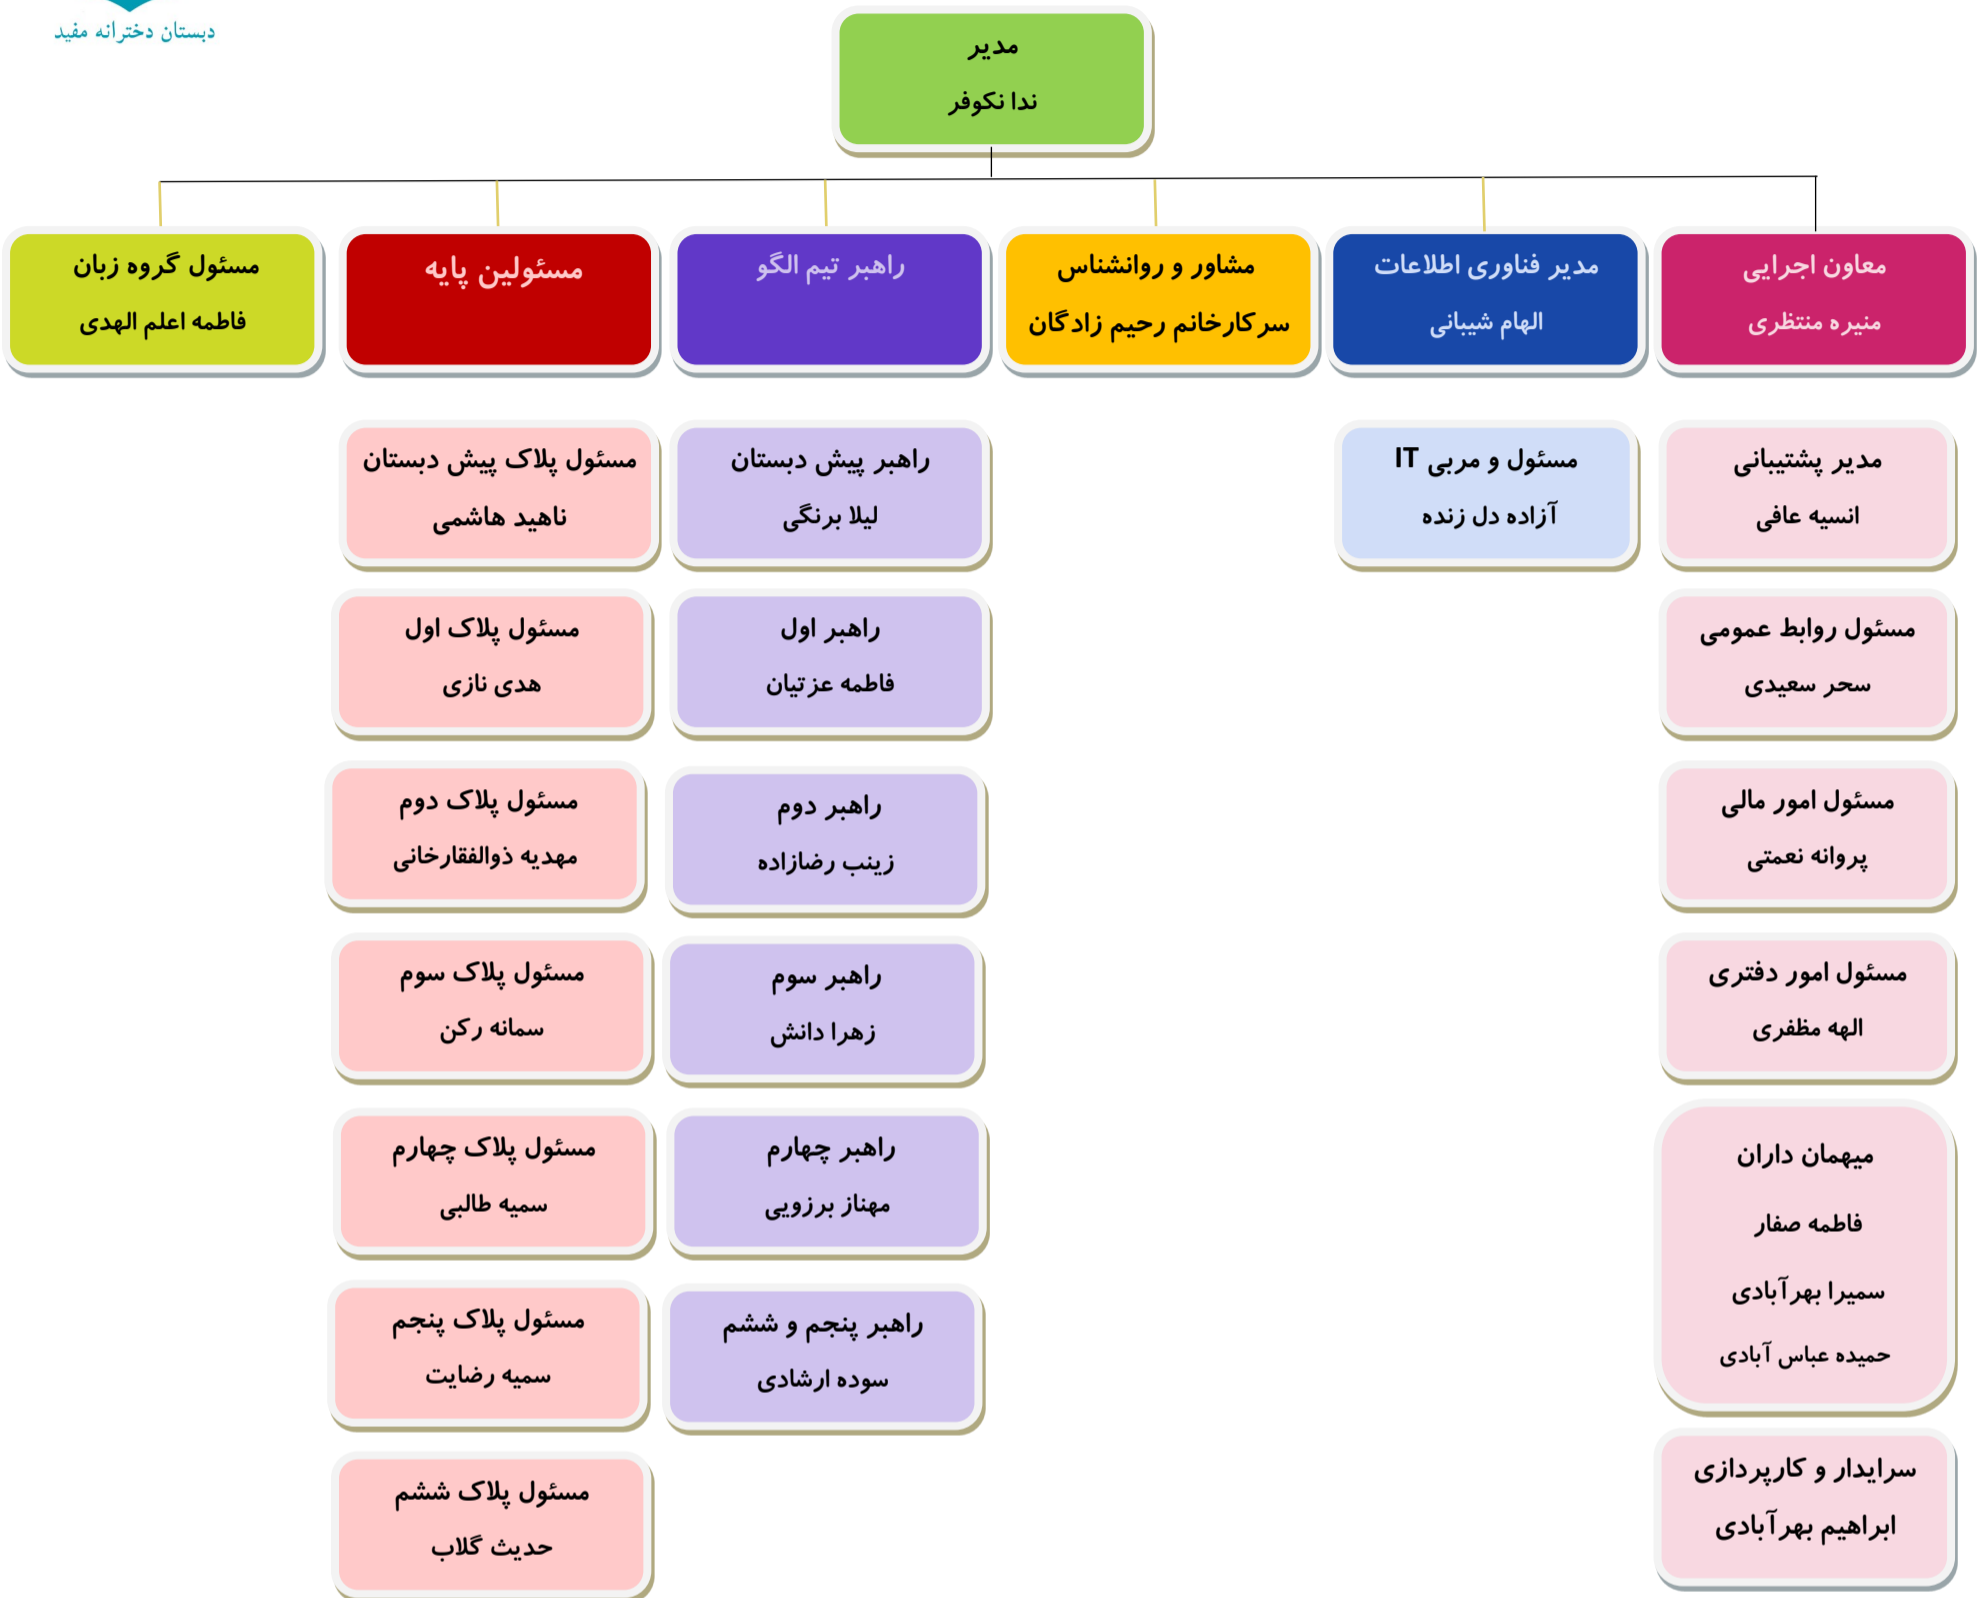 دبستان دخترانه مفید
مدیر
ندا نکوفر
معاون اجرایی
منیره منتظری
مدیر فناوری اطلاعات
الهام شیبانی
مشاور و روانشناس
سرکارخانم رحیم زادگان
راهبر تیم الگو
مسئولین پایه
مسئول گروه زبان
فاطمه اعلم الهدی
مدیر پشتیبانی
انسیه عافی
مسئول روابط عمومی
سحر سعیدی
مسئول امور مالی
پروانه نعمتی
مسئول امور دفتری
الهه مظفری
میهمان داران
فاطمه صفار
سمیرا بهرآبادی
حمیده عباس آبادی
سرایدار و کارپردازی
ابراهیم بهرآبادی
مسئول و مربی IT
آزاده دل زنده
راهبر پیش دبستان
لیلا برنگی
راهبر اول
فاطمه عزتیان
راهبر دوم
زینب رضازاده
راهبر سوم
زهرا دانش
راهبر چهارم
مهناز برزویی
راهبر پنجم و ششم
سوده ارشادی
مسئول پلاک پیش دبستان
ناهید هاشمی
مسئول پلاک اول
هدی نازی
مسئول پلاک دوم
مهدیه ذوالفقارخانی
مسئول پلاک سوم
سمانه رکن
مسئول پلاک چهارم
سمیه طالبی
مسئول پلاک پنجم
سمیه رضایت
مسئول پلاک ششم
حدیث گلاب